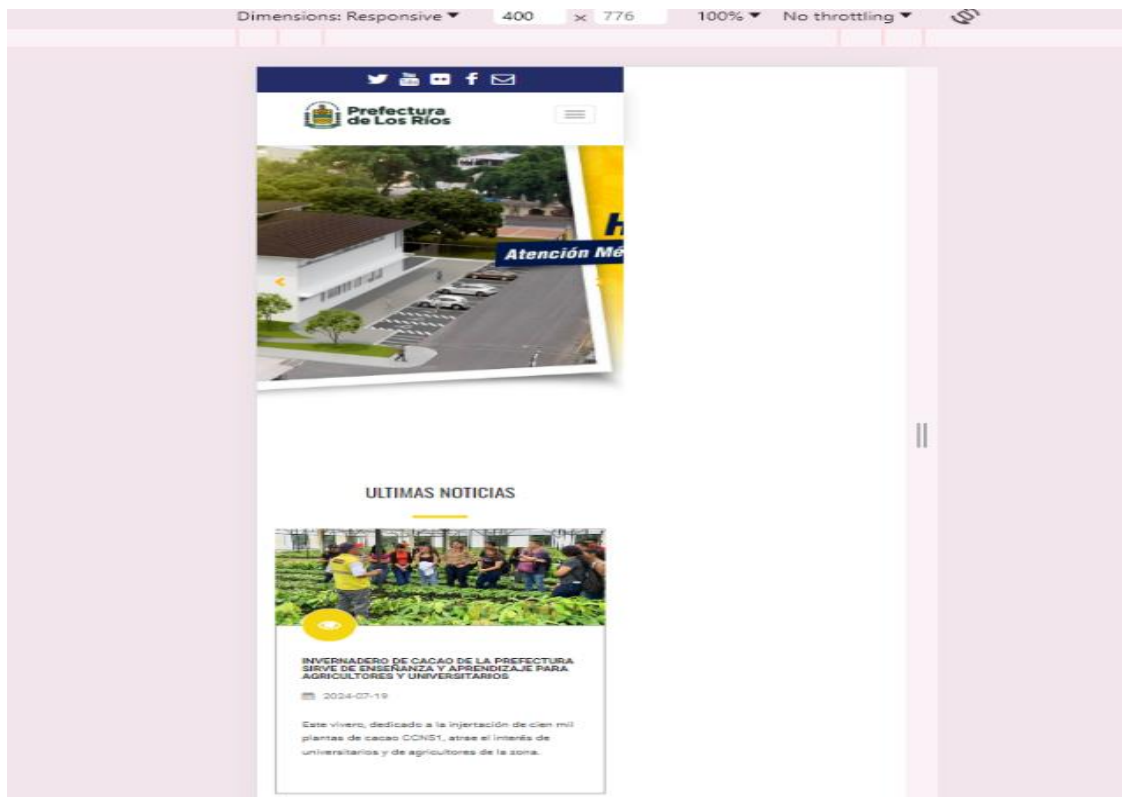 Dimensions: Responsive ▼ 400 × 776 100% ▼ No throttling ▼
You
Tube
Prefectura
de Los Ríos
H
Atención Mé
ULTIMAS NOTICIAS
INVERNADERO DE CACAO DE LA PREFECTURA
SIRVE DE ENSEÑANZA Y APRENDIZAJE PARA
AGRICULTORES Y UNIVERSITARIOS
2024-07-19
Este vivero, dedicado a la injertación de cien mil
plantas de cacao CCN51, atrae el interés de
universitarios y de agricultores de la zona.